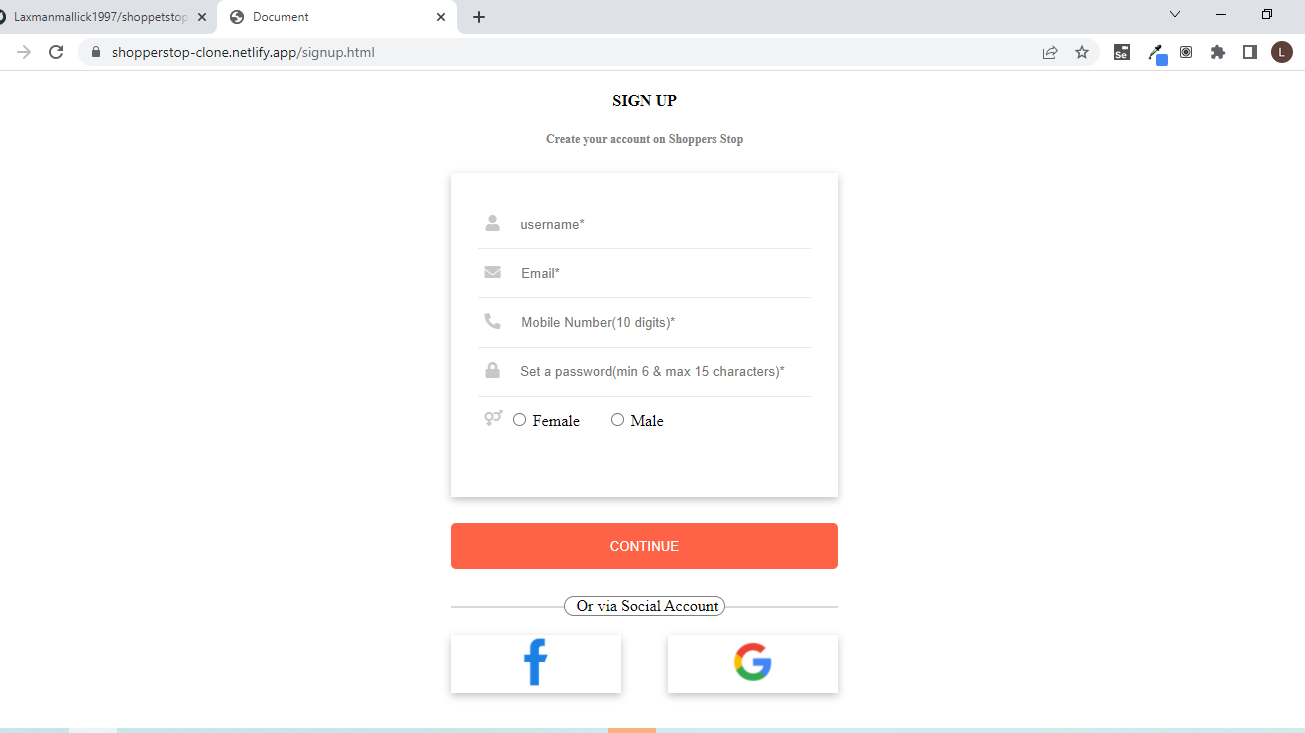 Laxmanmallick1997/shoppetstop
Document
shopperstop-clone.netlify.app/signup.html
Se
L
SIGN UP
Create your account on Shoppers Stop
username*
Email*
Mobile Number(10 digits)*
Set a password(min 6 & max 15 characters)*
Female Male
CONTINUE
Or via Social Account